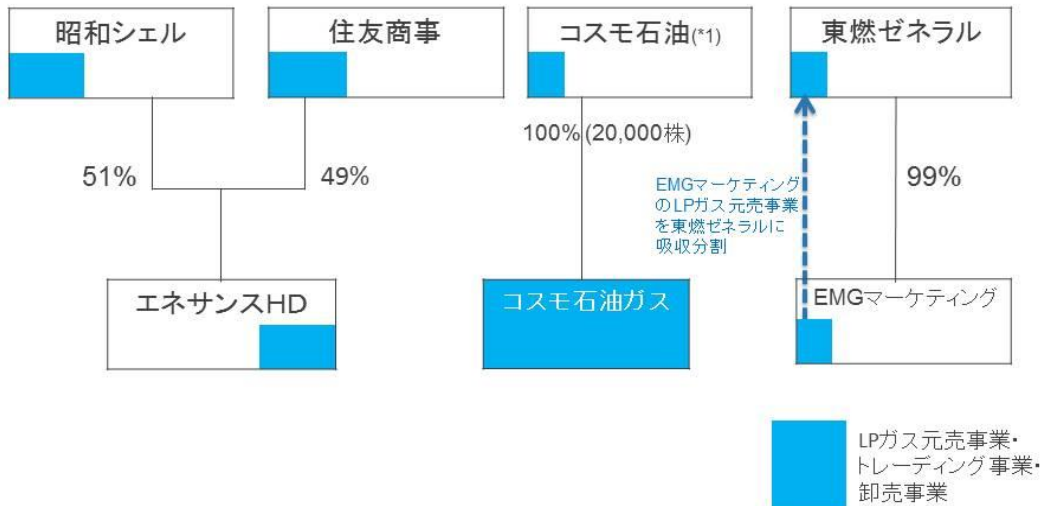 昭和シェル
住友商事
コスモ石油(*1)
東燃ゼネラル
51%
49%
100%(20,000株)
EMGマーケティング
のLPガス元売事業
を東燃ゼネラルに
吸収分割
99%
エネサンスHD
コスモ石油ガス
EMGマーケティング
LPガス元売事業・
トレーディング事業・
卸売事業